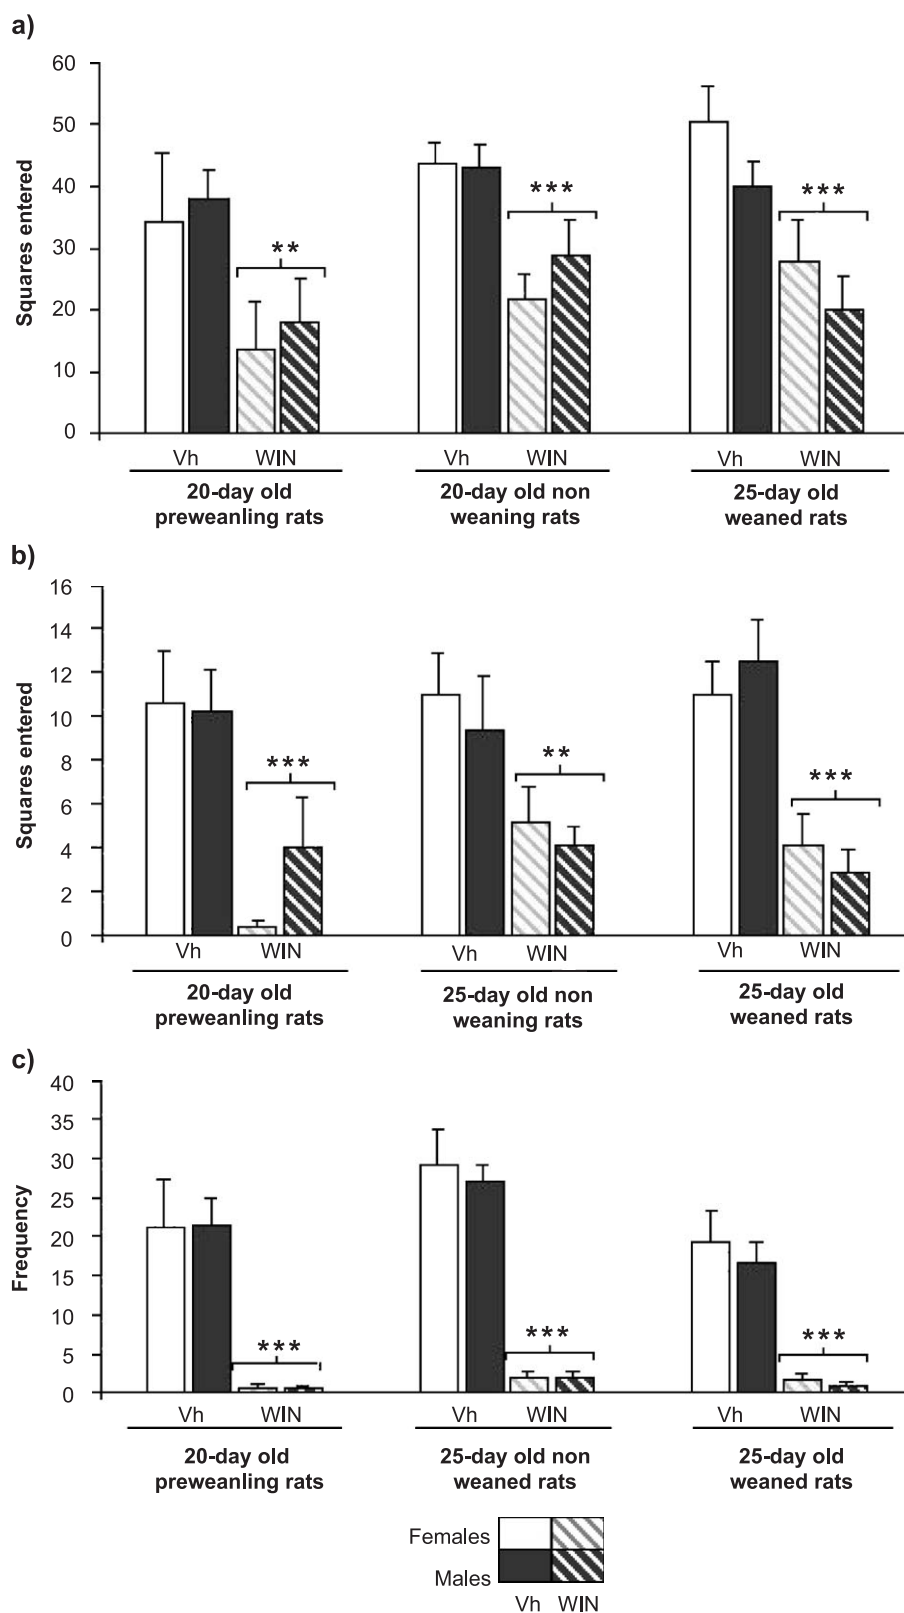 a)
60
50
40
30
20
10
0
Squares entered
**
***
***
Vh WIN Vh WIN Vh WIN
20-day old preweanling rats
20-day old non weaning rats
25-day old weaned rats
b)
16
14
12
10
8
6
4
2
0
Squares entered
***
**
***
Vh WIN Vh WIN Vh WIN
20-day old preweanling rats
25-day old non weaning rats
25-day old weaned rats
c)
40
35
30
25
20
15
10
5
0
Frequency
***
***
***
Vh WIN Vh WIN Vh WIN
20-day old preweanling rats
25-day old non weaned rats
25-day old weaned rats
Females
Males
Vh WIN